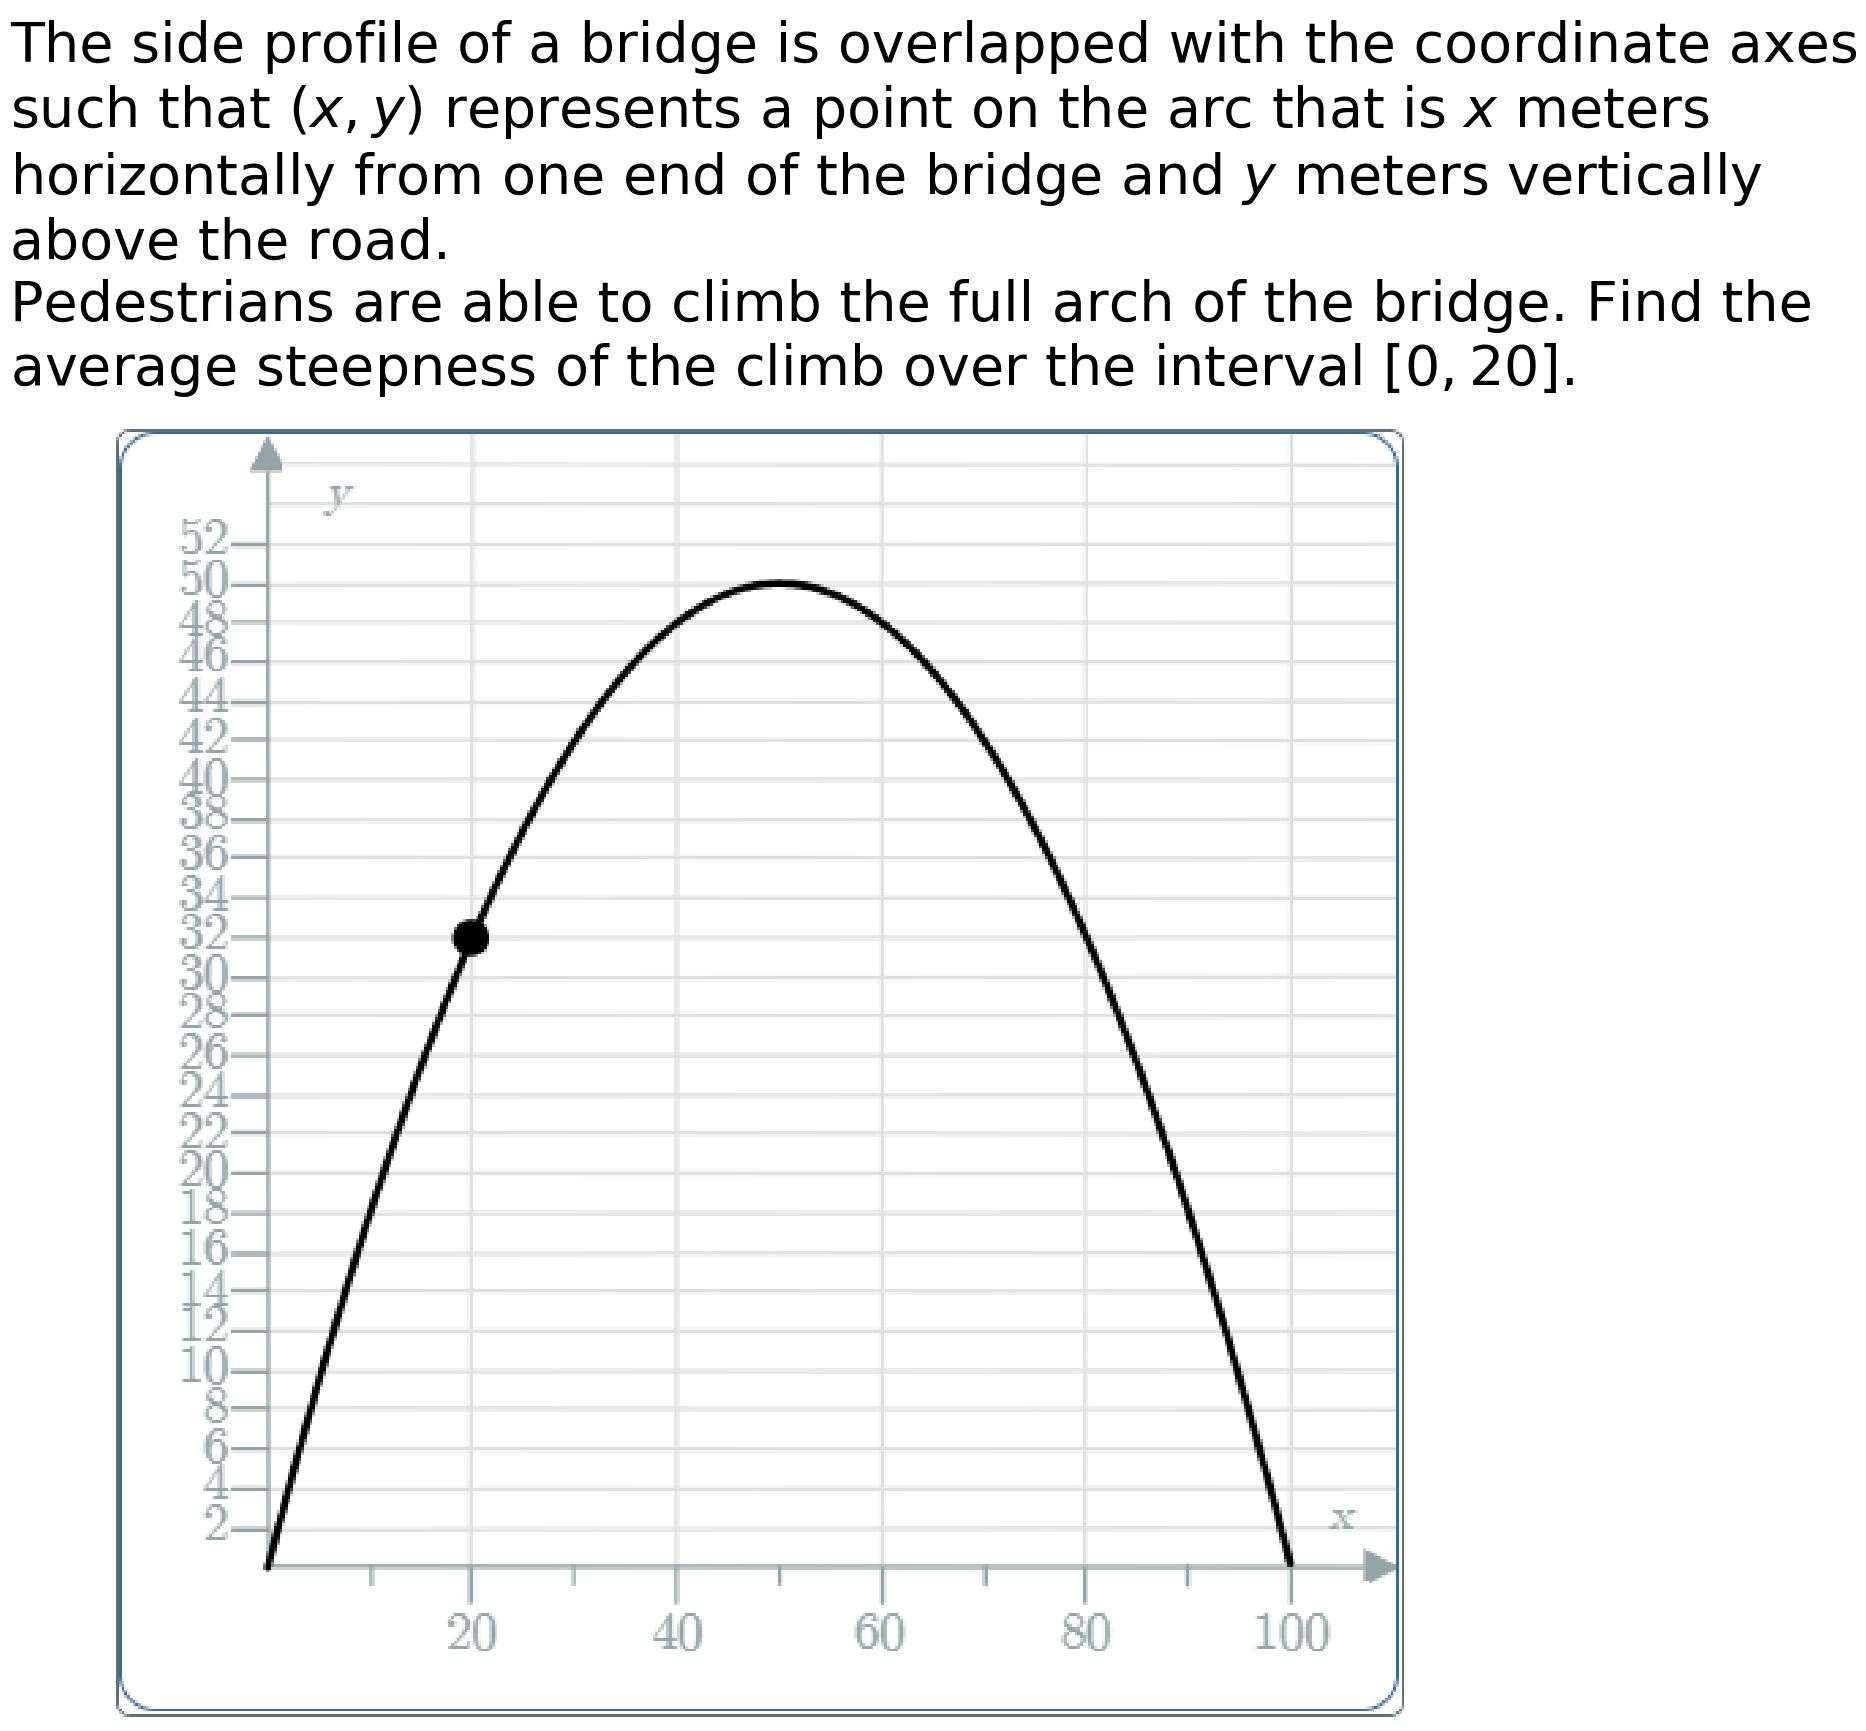 The side profile of a bridge is overlapped with the coordinate axes
such that (x, y) represents a point on the arc that is x meters
horizontally from one end of the bridge and y meters vertically
above the road.
Pedestrians are able to climb the full arch of the bridge. Find the
average steepness of the climb over the interval [0, 20].
y
52
50
48
46
44
42
40
38
36
34
32
30
28
26
24
22
20
18
16
14
12
10
8
6
4
2
x
20 40 60 80 100